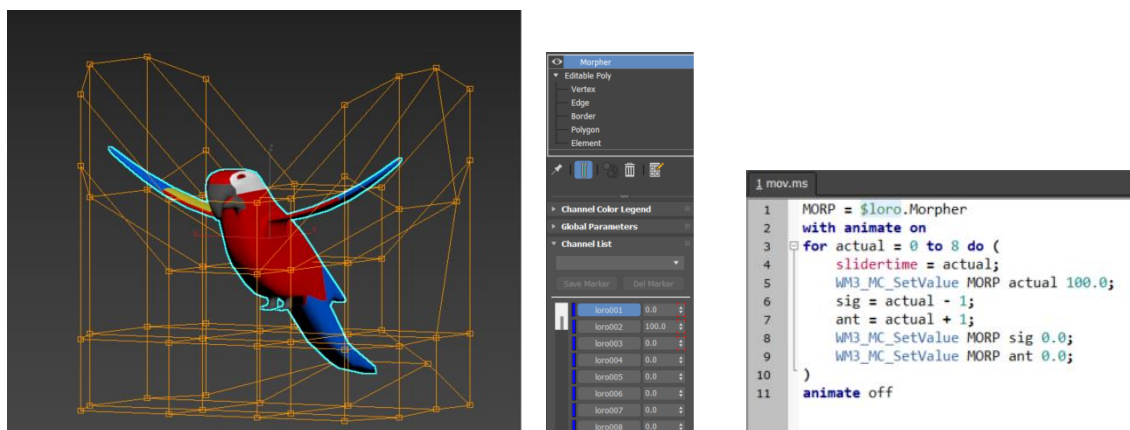 Morpher
Editable Poly
Vertex
Edge
Border
Polygon
Element
Channel Color Legend
Global Parameters
Channel List
Save Marker Del Marker
loro001 0.0
loro002 100.0
loro003 0.0
loro004 0.0
loro005 0.0
loro006 0.0
loro007 0.0
loro008 0.0
1 mov.ms
1 MORP = $loro.Morpher
2 with animate on
3 for actual = 0 to 8 do (
4 slidertime = actual;
5 WM3_MC_SetValue MORP actual 100.0;
6 sig = actual - 1;
7 ant = actual + 1;
8 WM3_MC_SetValue MORP sig 0.0;
9 WM3_MC_SetValue MORP ant 0.0;
10 )
11 animate off